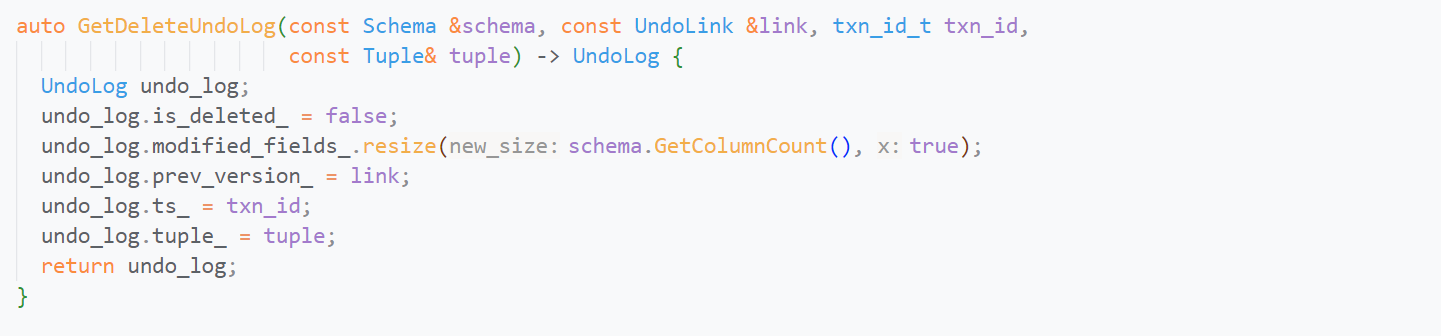 auto GetDeleteUndoLog(const Schema &schema, const UndoLink &link, txn_id_t txn_id,
                      const Tuple& tuple) -> UndoLog {
  UndoLog undo_log;
  undo_log.is_deleted_ = false;
  undo_log.modified_fields_.resize(new_size: schema.GetColumnCount(), x: true);
  undo_log.prev_version_ = link;
  undo_log.ts_ = txn_id;
  undo_log.tuple_ = tuple;
  return undo_log;
}